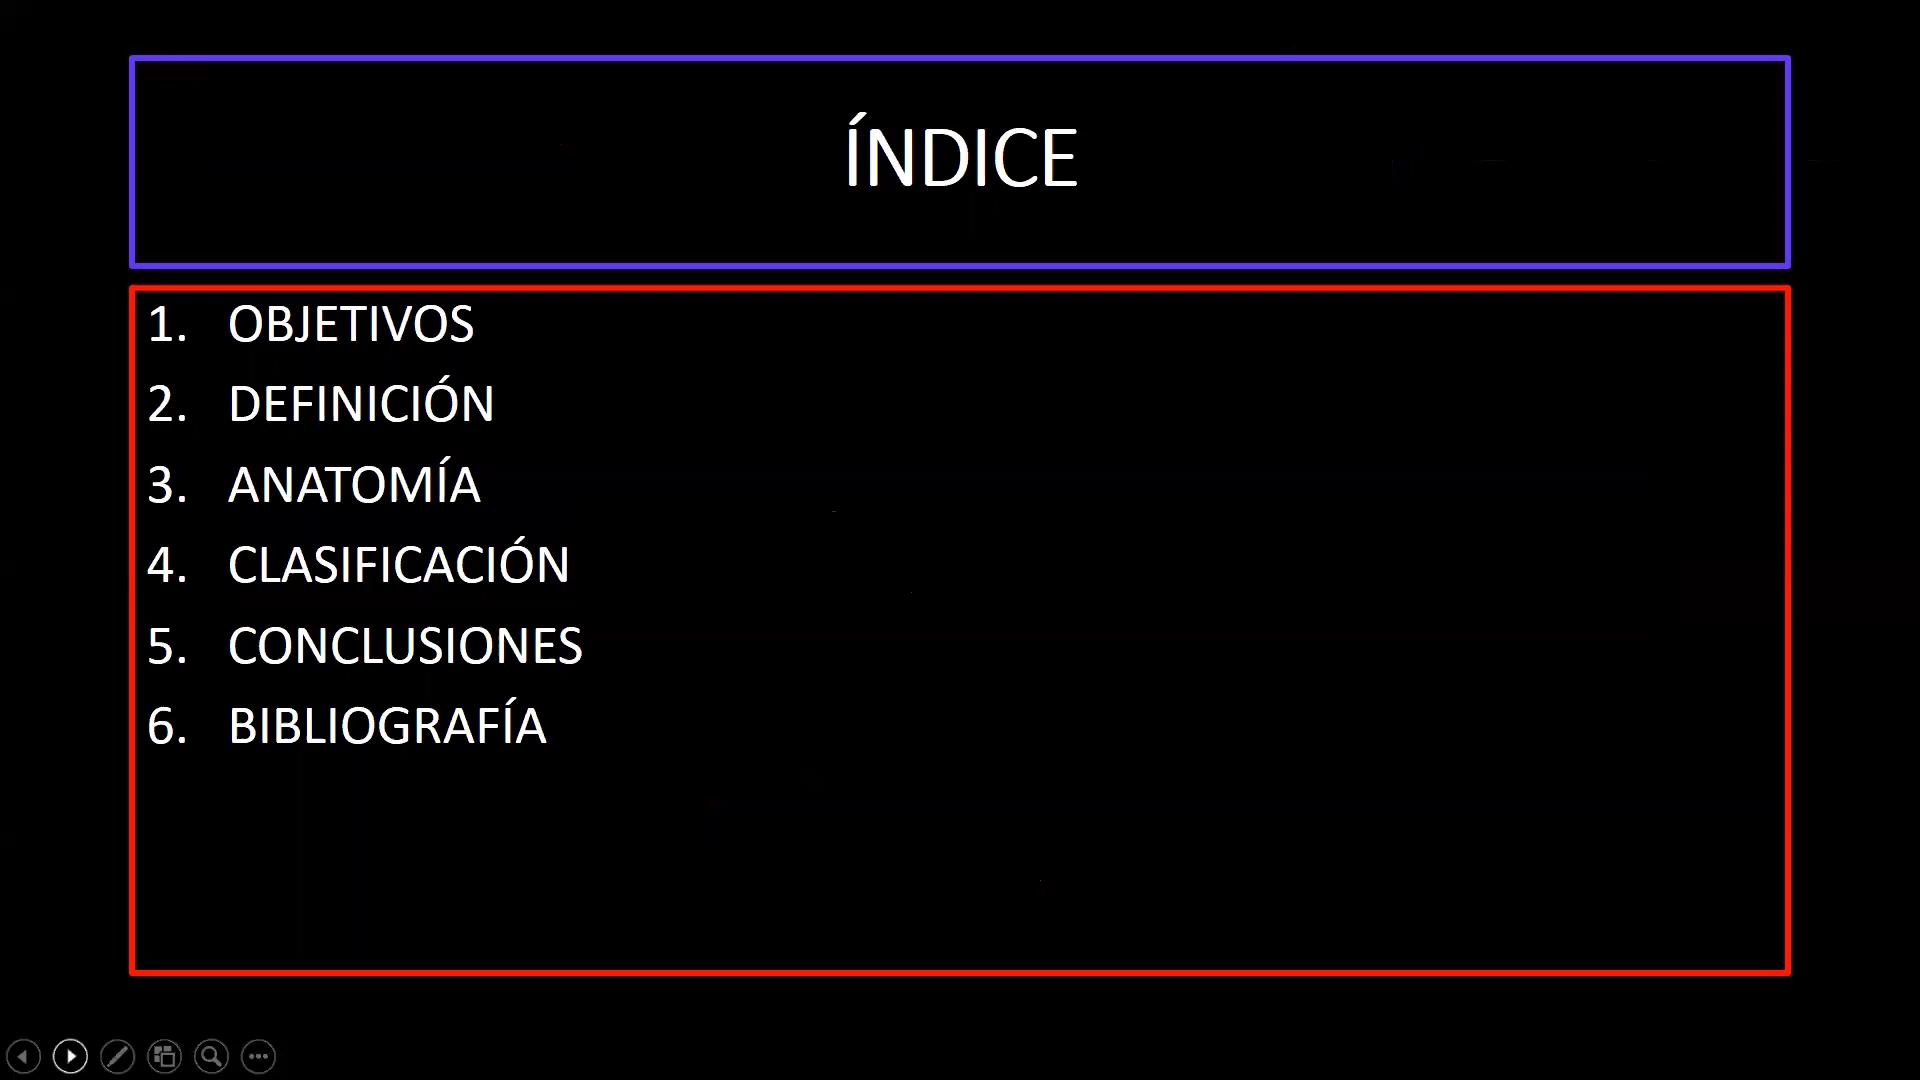 ÍNDICE
1. OBJETIVOS
2. DEFINICIÓN
3. ANATOMÍA
4. CLASIFICACIÓN
5. CONCLUSIONES
6. BIBLIOGRAFÍA